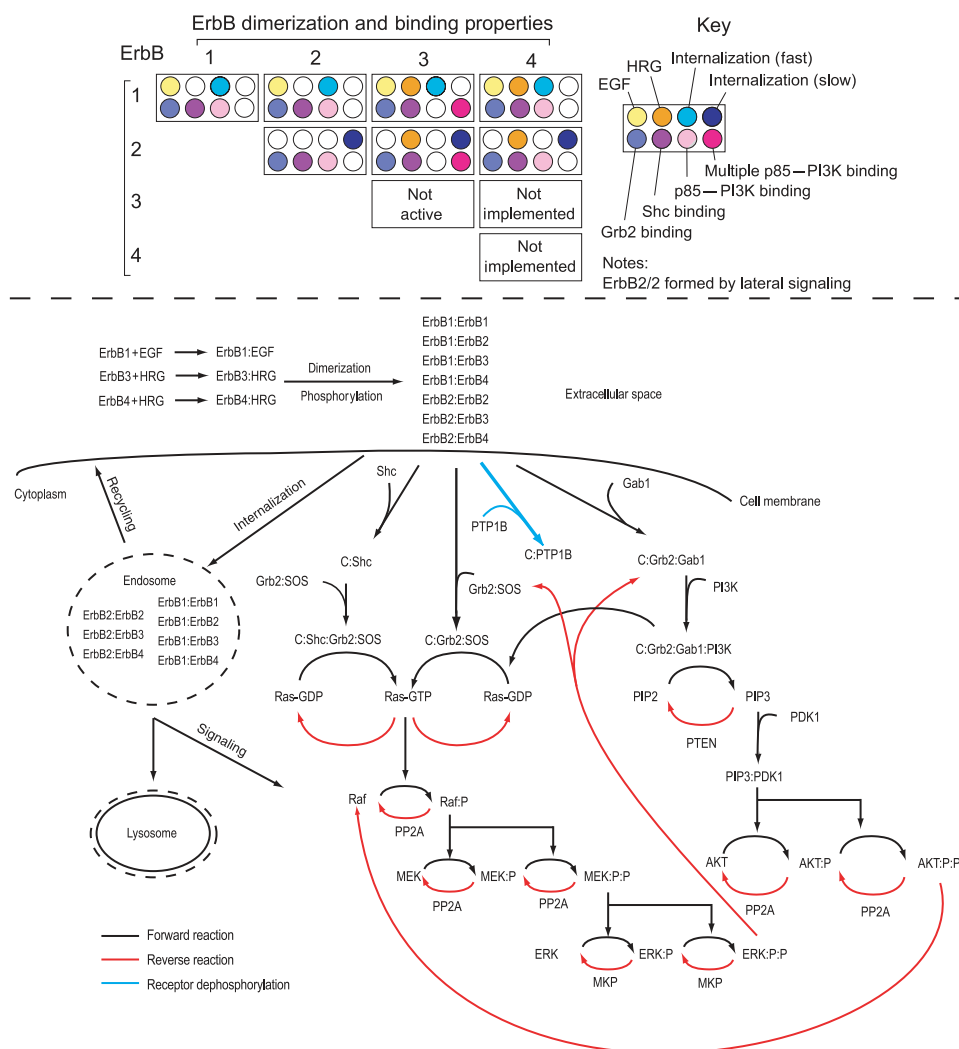 ErbB dimerization and binding properties
ErbB
1
2
3
4
1
2
3
4
Not
active
Not
implemented
Not
implemented
Key
Internalization (fast)
HRG
Internalization (slow)
EGF
Multiple p85—PI3K binding
p85—PI3K binding
Shc binding
Grb2 binding
Notes:
ErbB2/2 formed by lateral signaling
ErbB1+EGF
ErbB1:EGF
ErbB3+HRG
ErbB3:HRG
ErbB4+HRG
ErbB4:HRG
Dimerization
Phosphorylation
ErbB1:ErbB1
ErbB1:ErbB2
ErbB1:ErbB3
ErbB1:ErbB4
ErbB2:ErbB2
ErbB2:ErbB3
ErbB2:ErbB4
Extracellular space
Cytoplasm
Cell membrane
Recycling
Internalization
Shc
PTP1B
C:PTP1B
Gab1
C:Shc
Grb2:SOS
Grb2:SOS
C:Grb2:Gab1
PI3K
Endosome
ErbB2:ErbB2
ErbB2:ErbB3
ErbB2:ErbB4
ErbB1:ErbB1
ErbB1:ErbB2
ErbB1:ErbB3
ErbB1:ErbB4
C:Shc:Grb2:SOS
C:Grb2:SOS
C:Grb2:Gab1:PI3K
Ras-GDP
Ras-GTP
Ras-GDP
PIP2
PIP3
PTEN
PDK1
PIP3:PDK1
Signaling
Lysosome
Raf
Raf:P
PP2A
MEK
MEK:P
MEK:P:P
PP2A
PP2A
AKT
AKT:P
AKT:P:P
PP2A
PP2A
ERK
ERK:P
ERK:P:P
MKP
MKP
Forward reaction
Reverse reaction
Receptor dephosphorylation